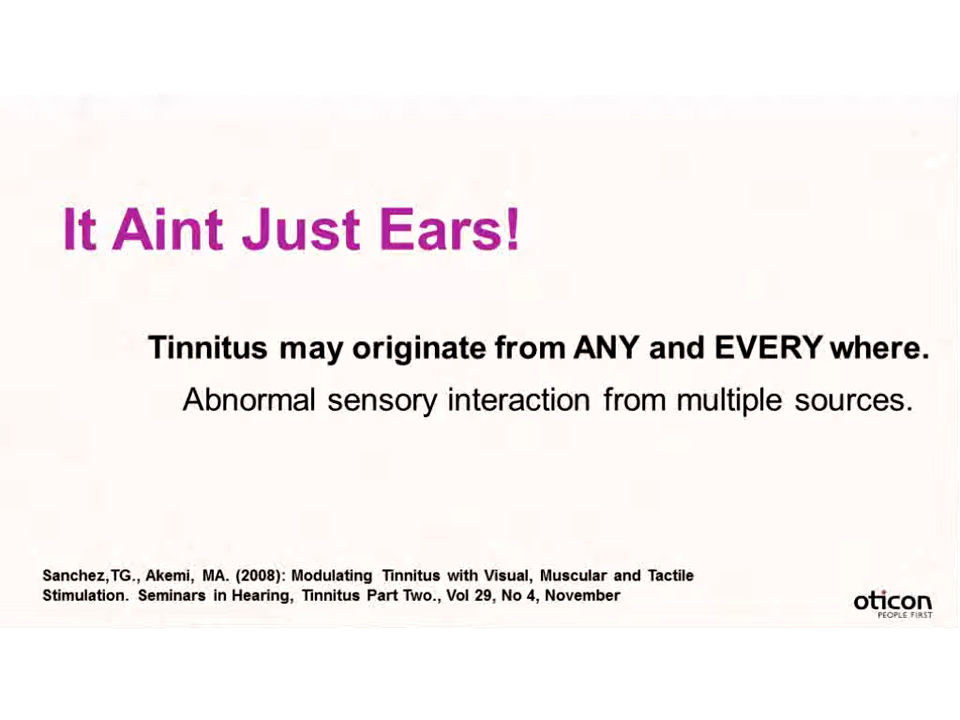 It Aint Just Ears!
Tinnitus may originate from ANY and EVERY where.
Abnormal sensory interaction from multiple sources.
Sanchez,TG., Akemi, MA. (2008): Modulating Tinnitus with Visual, Muscular and Tactile
Stimulation. Seminars in Hearing, Tinnitus Part Two., Vol 29, No 4, November
oticon
PEOPLE FIRST